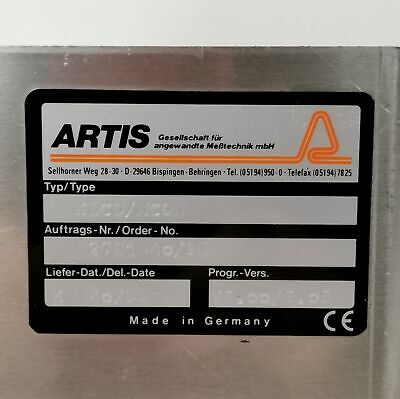 ARTIS Gesellschaft für
angewandte Meßtechnik mbH
Sellhorner Weg 28-30 · D-29646 Bispingen-Behringen · Tel. (05194) 950-0 · Telefax (05194) 7825
Typ/Type
Auftrags-Nr./Order-No.
Liefer-Dat./Del.-Date Progr.-Vers.
Made in Germany CE